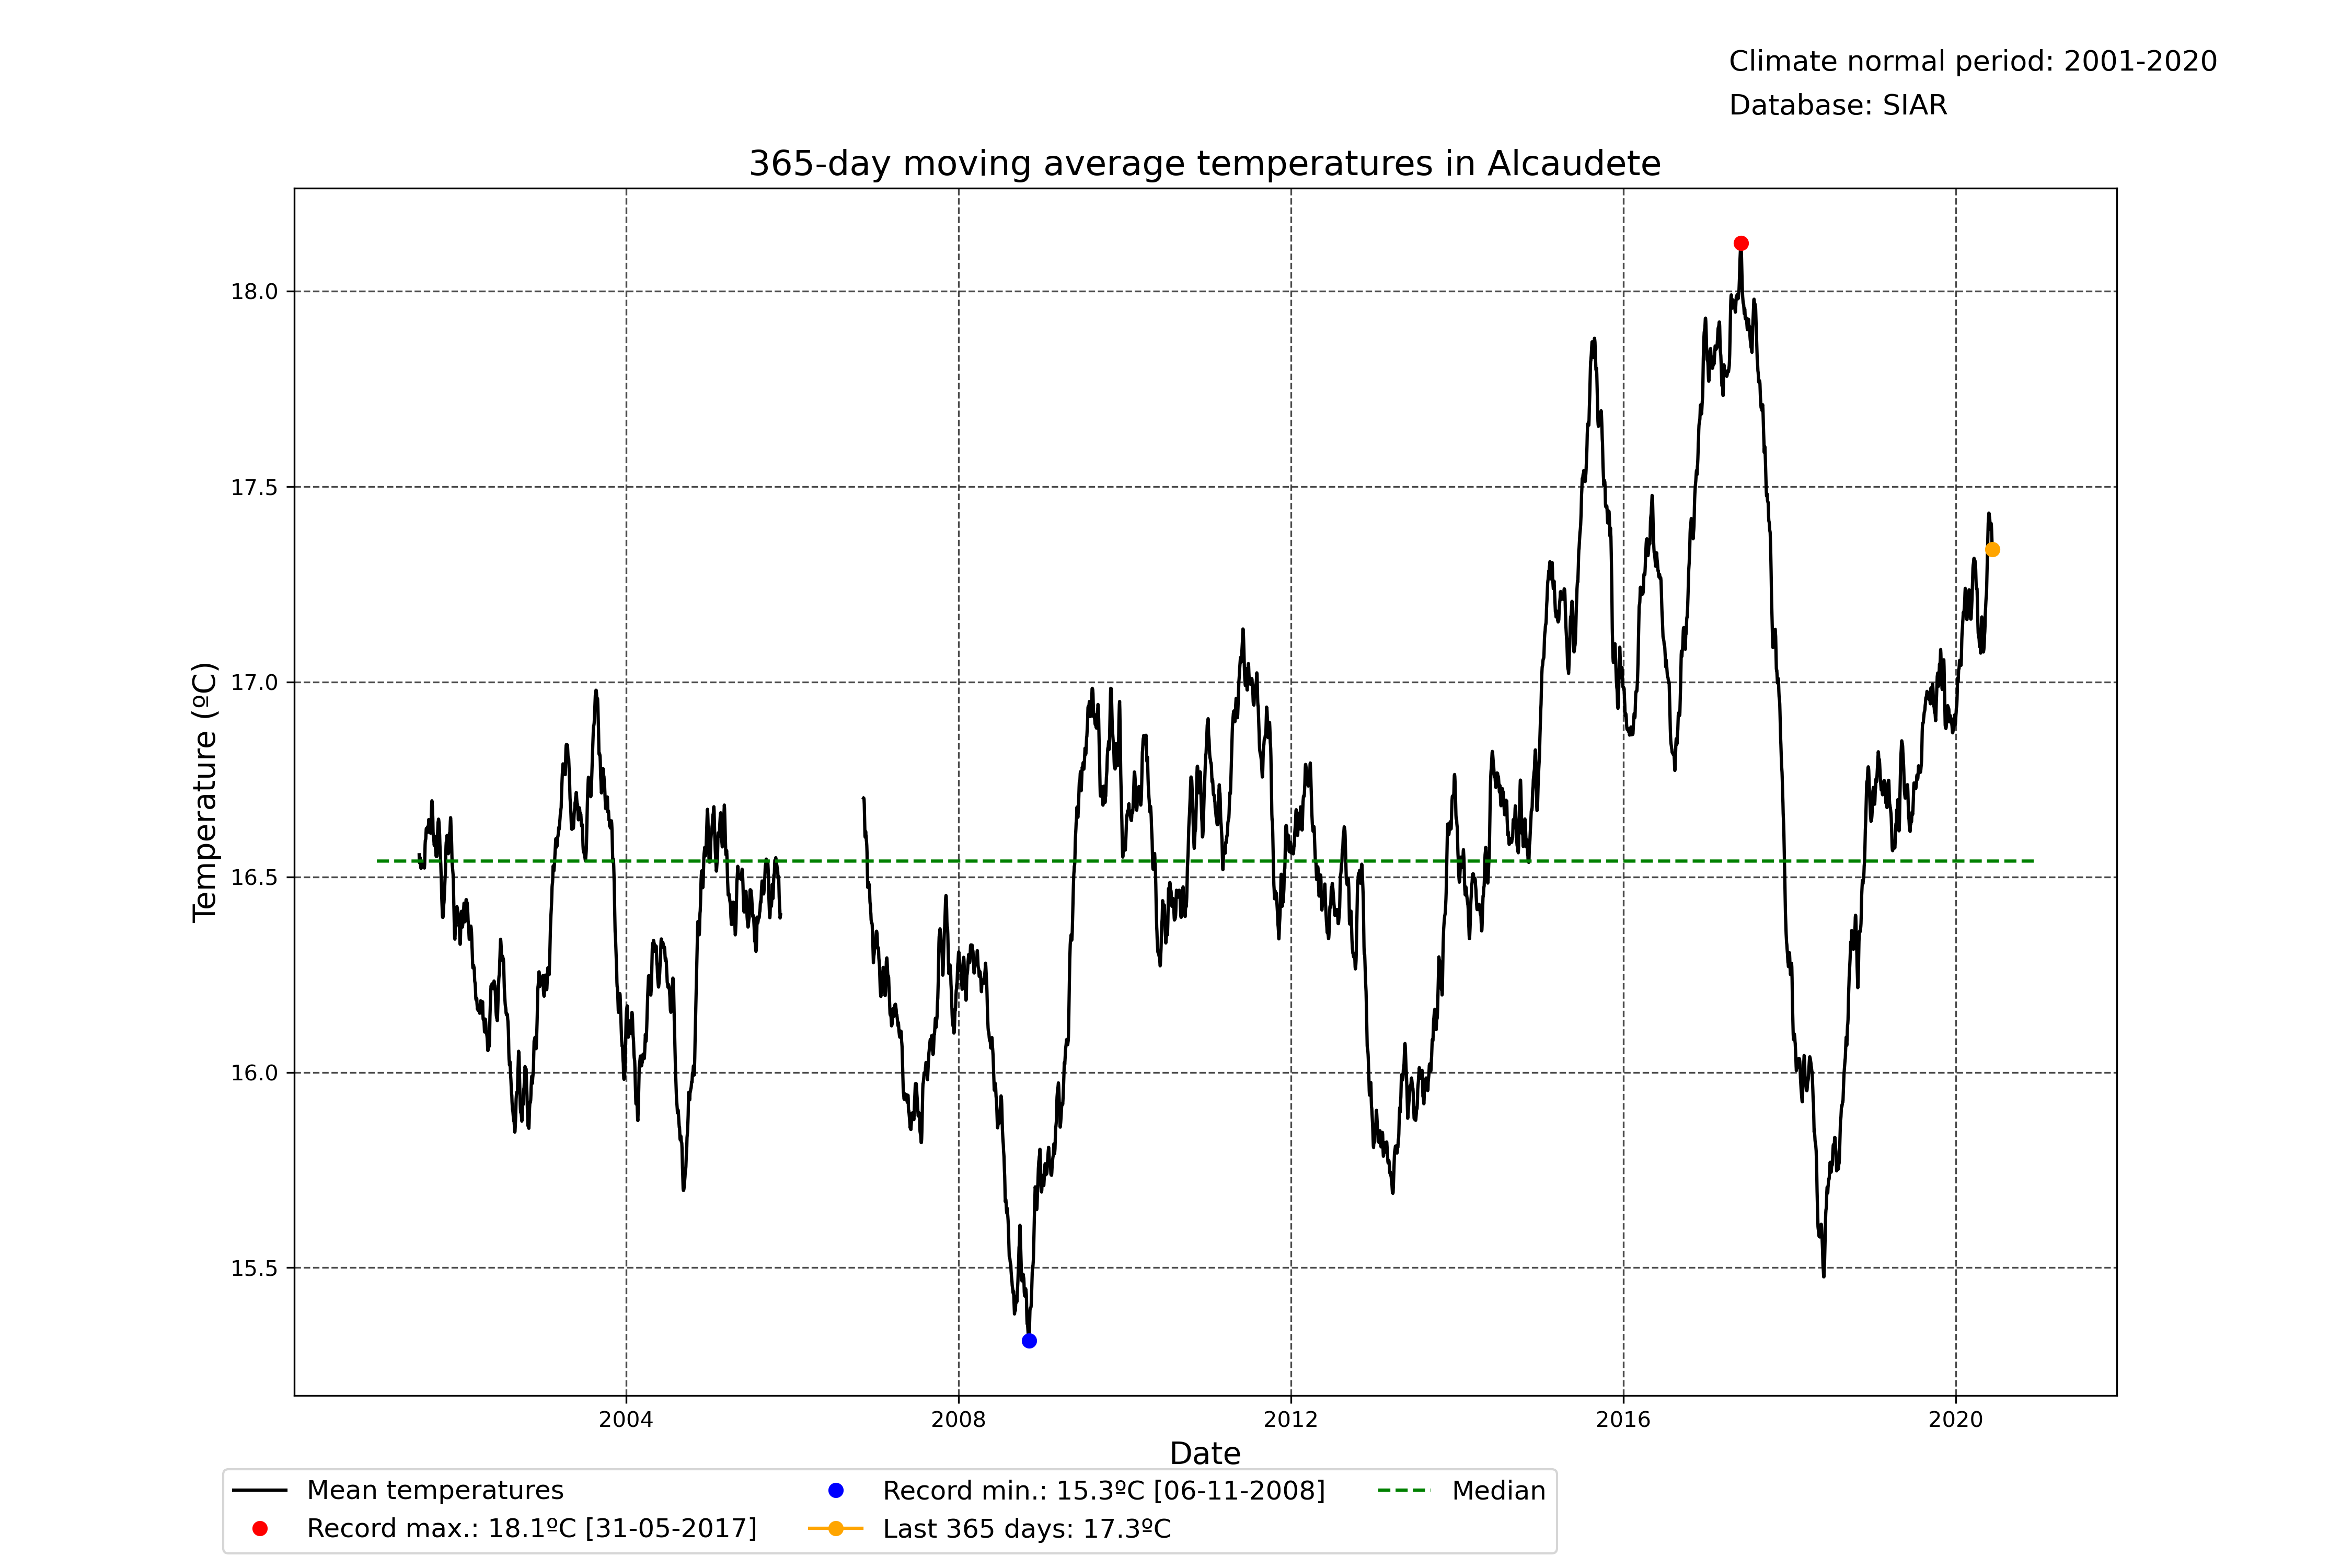 Climate normal period: 2001-2020
Database: SIAR
365-day moving average temperatures in Alcaudete
18.0
17.5
17.0
16.5
16.0
15.5
Temperature (ºC)
2004 2008 2012 2016 2020
Date
Mean temperatures
Record max.: 18.1ºC [31-05-2017]
Record min.: 15.3ºC [06-11-2008]
Last 365 days: 17.3ºC
Median